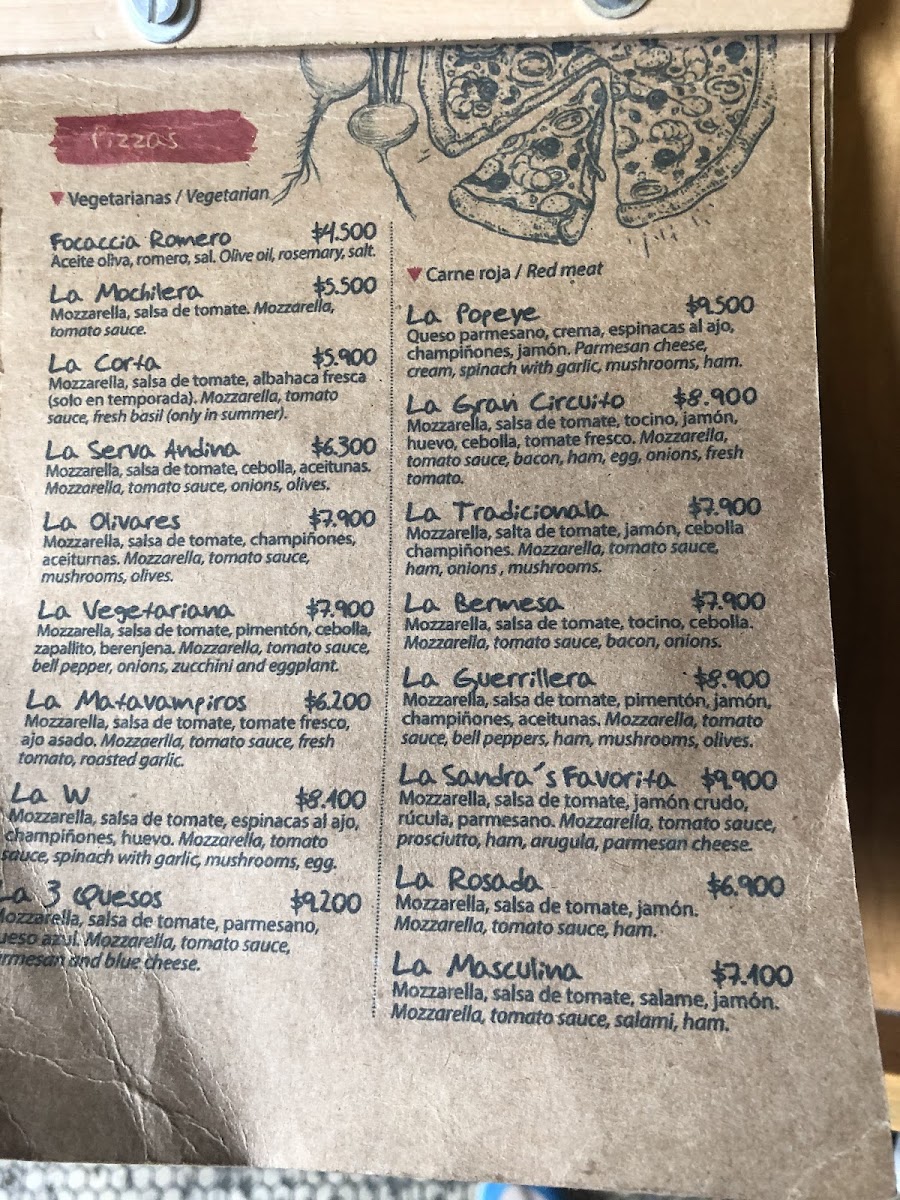 Pizzas
Vegetarianas / Vegetarian
Focaccia Romero $4.500
Aceite oliva, romero, sal. Olive oil, rosemary, salt.
La Mochilera $5.500
Mozzarella, salsa de tomate. Mozzarella,
tomato sauce.
La Corta $5.900
Mozzarella, salsa de tomate, albahaca fresca
(solo en temporada). Mozzarella, tomato
sauce, fresh basil (only in summer).
La Serva Andina $6.300
Mozzarella, salsa de tomate, cebolla, aceitunas.
Mozzarella, tomato sauce, onions, olives.
La Olivares $7.900
Mozzarella, salsa de tomate, champiñones,
aceiturnas. Mozzarella, tomato sauce,
mushrooms, olives.
La Vegetariana $7.900
Mozzarella, salsa de tomate, pimentón, cebolla,
zapallito, berenjena. Mozzarella, tomato sauce,
bell pepper, onions, zucchini and eggplant.
La Matavampiros $6.200
Mozzarella, salsa de tomate, tomate fresco,
ajo asado. Mozzaerlla, tomato sauce, fresh
tomato, roasted garlic.
La W $8.100
Mozzarella, salsa de tomate, espinacas al ajo,
champiñones, huevo. Mozzarella, tomato
sauce, spinach with garlic, mushrooms, egg.
La 3 Quesos $9.200
Mozzarella, salsa de tomate, parmesano,
ueso azul. Mozzarella, tomato sauce,
rmesan and blue cheese.
Carne roja / Red meat
La Popeye $9.500
Queso parmesano, crema, espinacas al ajo,
champiñones, jamón. Parmesan cheese,
cream, spinach with garlic, mushrooms, ham.
La Gran Circuito $8.900
Mozzarella, salsa de tomate, tocino, jamón,
huevo, cebolla, tomate fresco. Mozarella,
tomato sauce, bacon, ham, egg, onions, fresh
tomato.
La Tradicionala $7.900
Mozzarella, salta de tomate, jamón, cebolla
champiñones. Mozzarella, tomato sauce,
ham, onions , mushrooms.
La Bermesa $7.900
Mozzarella, salsa de tomate, tocino, cebolla.
Mozzarella, tomato sauce, bacon, onions.
La Guerrillera $8.900
Mozzarella, salsa de tomate, pimentón, jamón,
champiñones, aceitunas. Mozzarella, tomato
sauce, bell peppers, ham, mushrooms, olives.
La Sandra´s Favorita $9.900
Mozzarella, salsa de tomate, jamón crudo,
rúcula, parmesano. Mozzarella, tomato sauce,
prosciutto, ham, arugula, parmesan cheese.
La Rosada $6.900
Mozzarella, salsa de tomate, jamón.
Mozzarella, tomato sauce, ham.
La Masculina $7.100
Mozzarella, salsa de tomate, salame, jamón.
Mozzarella, tomato sauce, salami, ham.